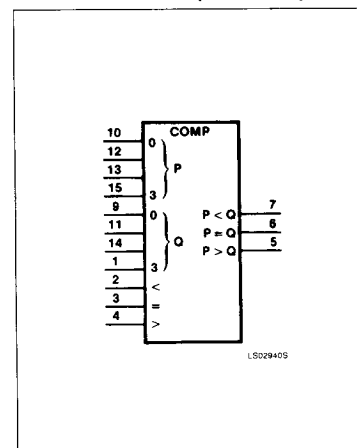 COMP
10 0
12
13 P
15 3
9 0
11
14 Q
1 3
2 <
3 =
4 >
P < Q 7
P = Q 6
P > Q 5
LS02940S